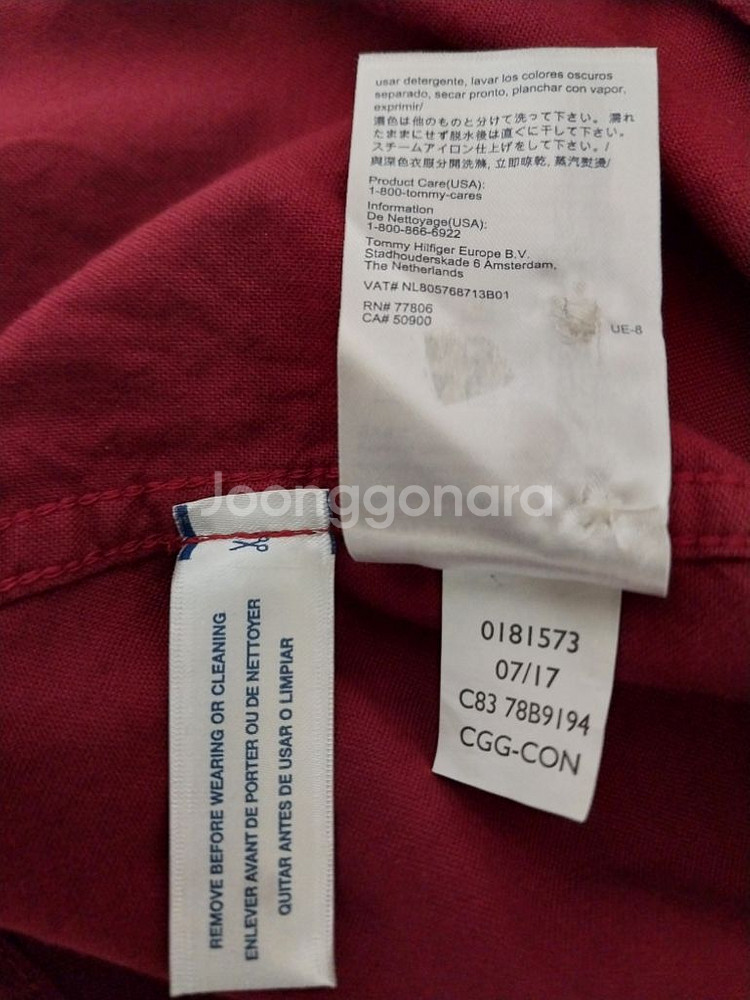 usar detergente, lavar los colores oscuros
separado, secar pronto, planchar con vapor,
exprimir/
濃色は他のものと分けて洗って下さい。濡れ
たままにせず脱水後は直ぐに干して下さい。
スチームアイロン仕上げをして下さい。/
與深色衣服分開洗滌, 立即晾乾, 蒸汽熨燙/
Product Care(USA):
1-800-tommy-cares
Information
De Nettoyage(USA):
1-800-866-6922
Tommy Hilfiger Europe B.V.
Stadhouderskade 6 Amsterdam,
The Netherlands
VAT# NL805768713B01
RN# 77806
CA# 50900
UE-8
Joonggonara
0181573
07/17
C83 78B9194
CGG-CON
REMOVE BEFORE WEARING OR CLEANING
ENLEVER AVANT DE PORTER OU DE NETTOYER
QUITAR ANTES DE USAR O LIMPIAR